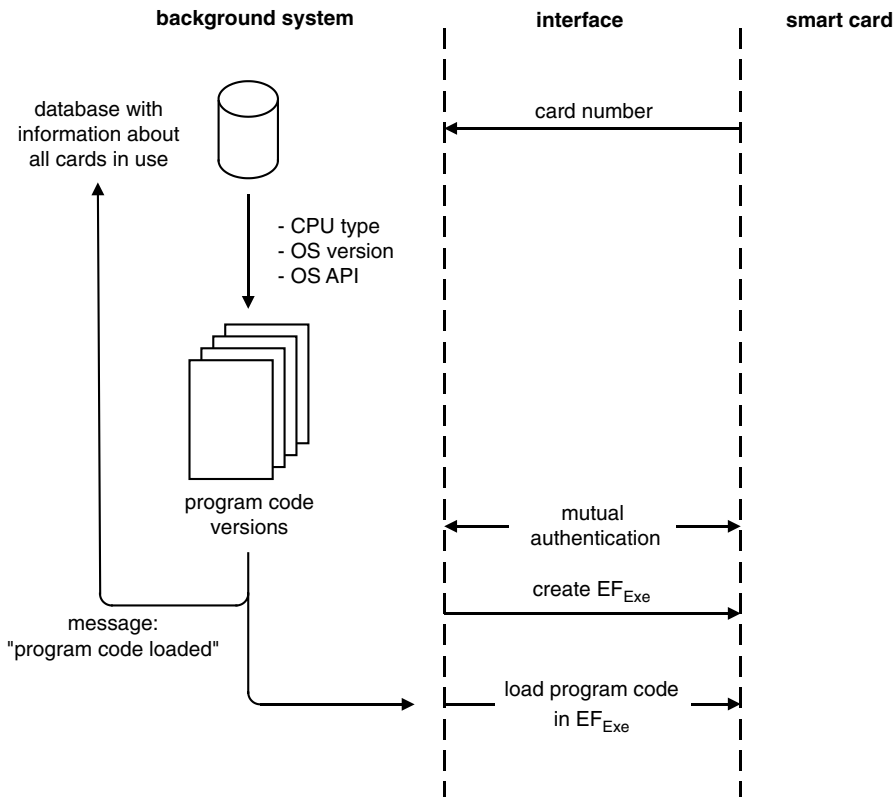 background system
interface
smart card
database with
information about
all cards in use
card number
- CPU type
- OS version
- OS API
program code
versions
mutual
authentication
create EFExe
message:
"program code loaded"
load program code
in EFExe